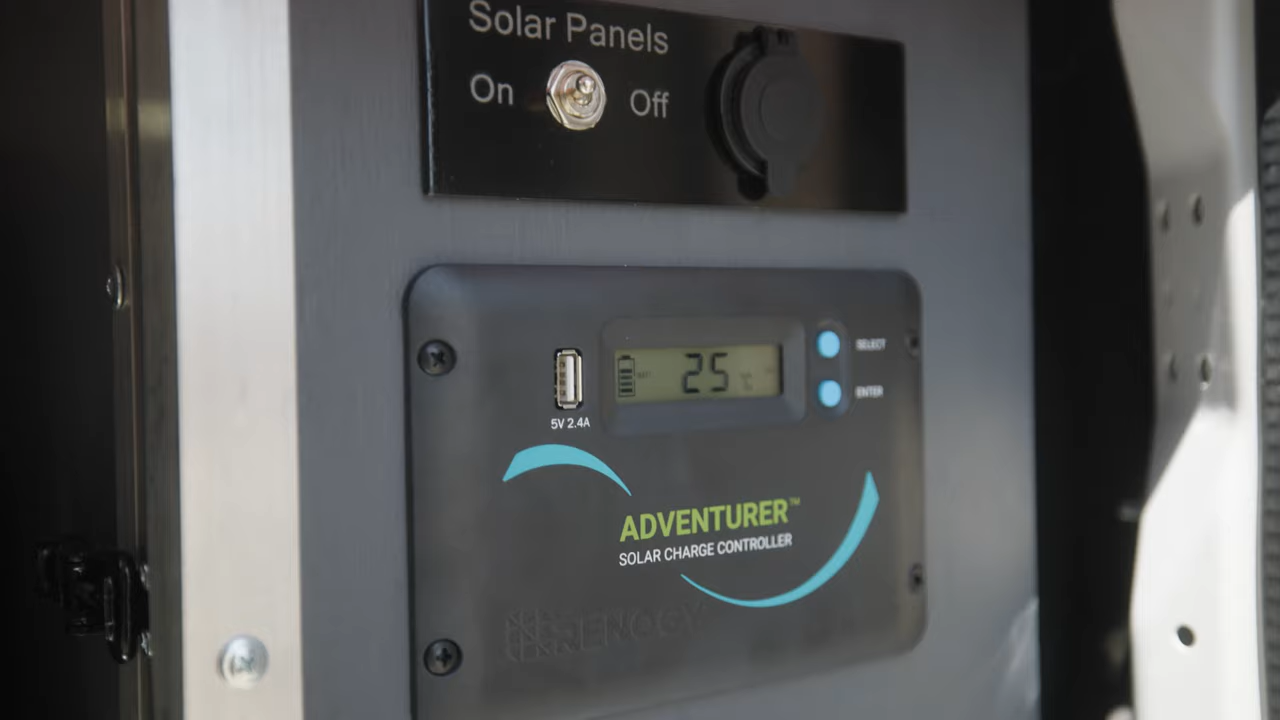 Solar Panels
On
Off
25 °C
SELECT
ENTER
5V 2.4A
ADVENTURER™
SOLAR CHARGE CONTROLLER
RENOGY